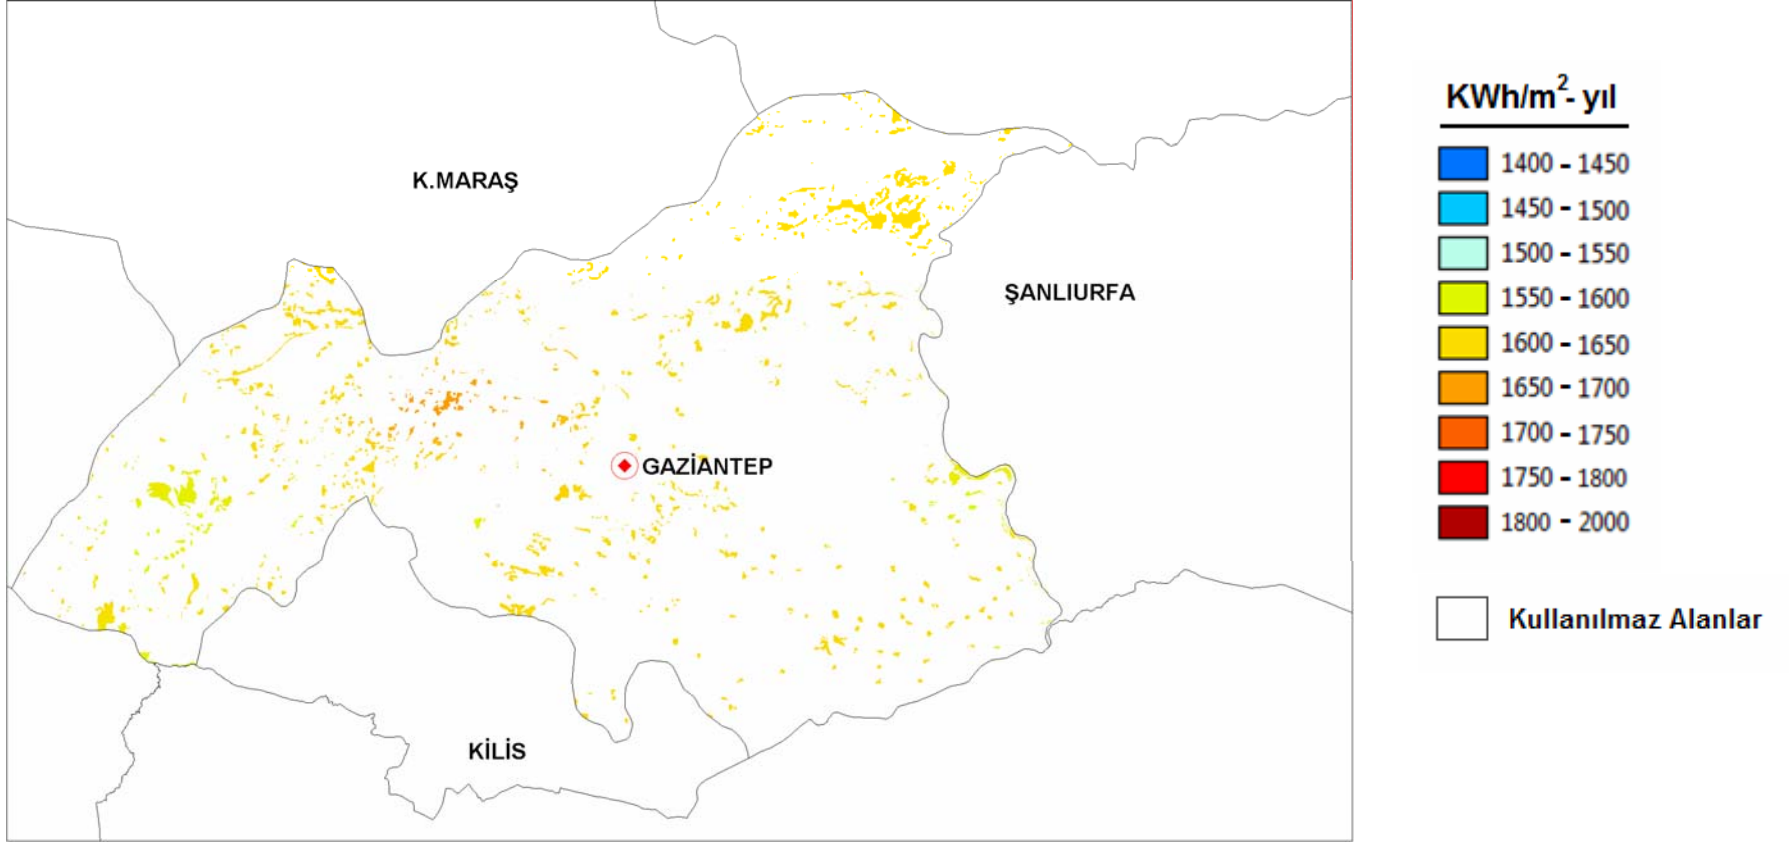 K.MARAŞ
ŞANLIURFA
GAZİANTEP
KİLİS
KWh/m²- yıl
1400 - 1450
1450 - 1500
1500 - 1550
1550 - 1600
1600 - 1650
1650 - 1700
1700 - 1750
1750 - 1800
1800 - 2000
Kullanılmaz Alanlar